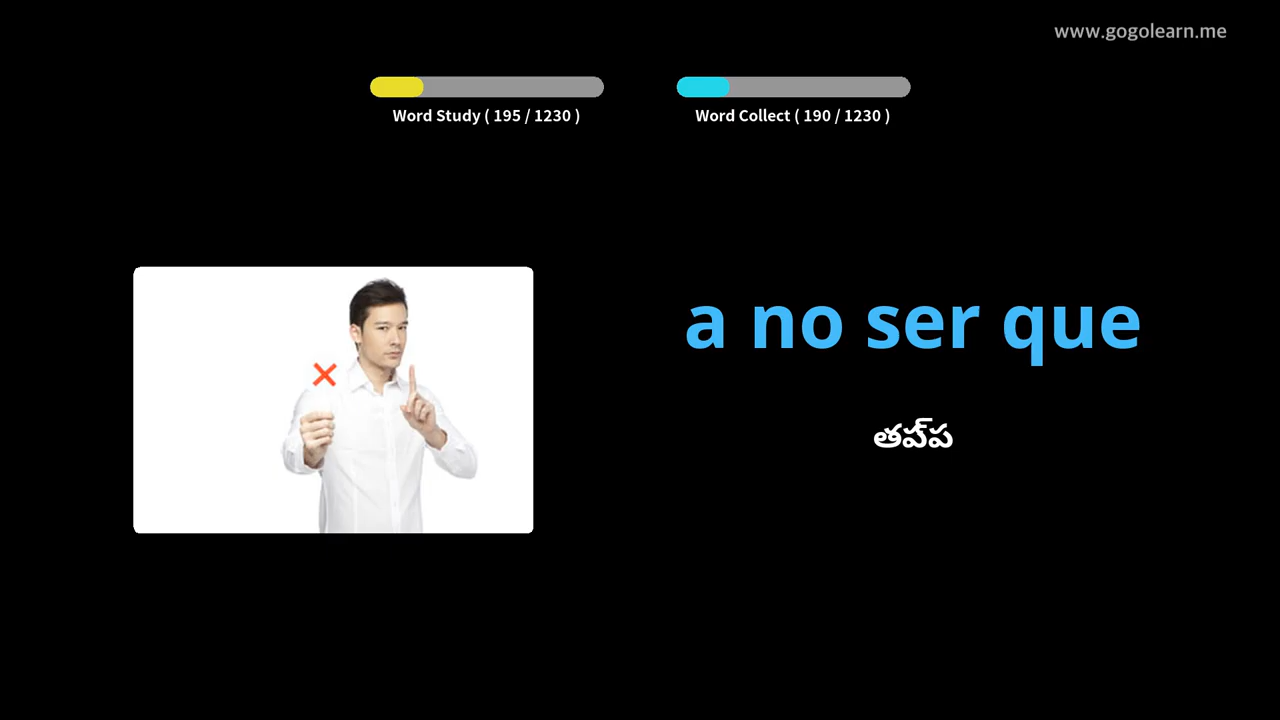 www.gogolearn.me
Word Study ( 195 / 1230 )
Word Collect ( 190 / 1230 )
a no ser que
తప్ప